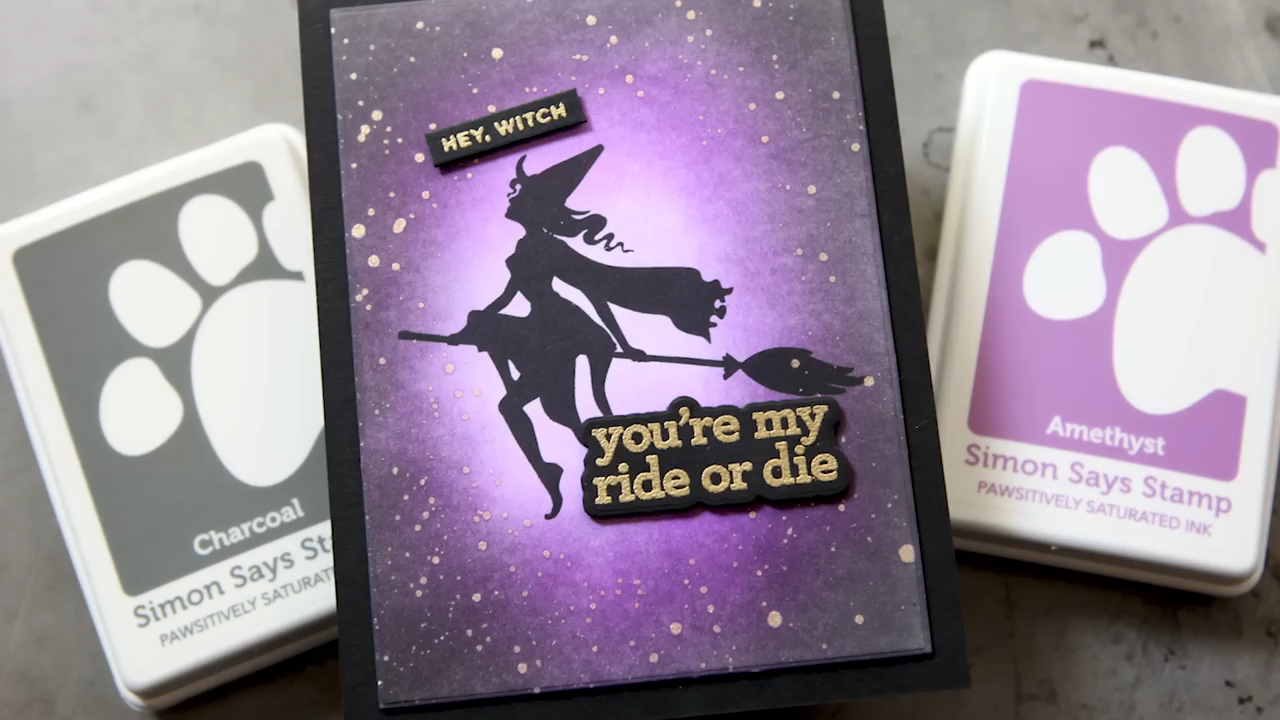 HEY, WITCH
you're my
ride or die
Charcoal
Simon Says Sta
PAWSITIVELY SATURAT
Amethyst
Simon Says Stamp
PAWSITIVELY SATURATED INK